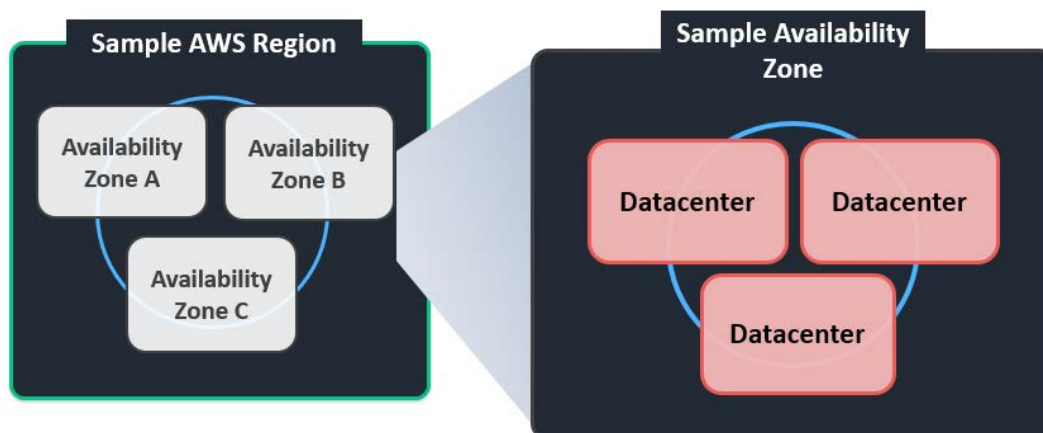 Sample AWS Region
Availability
Zone A
Availability
Zone B
Availability
Zone C
Sample Availability
Zone
Datacenter
Datacenter
Datacenter